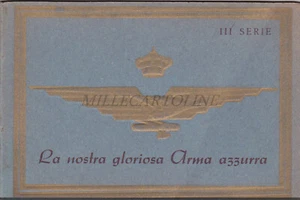 III SERIE
MILLECARTOLINE
La nostra gloriosa Arma azzurra